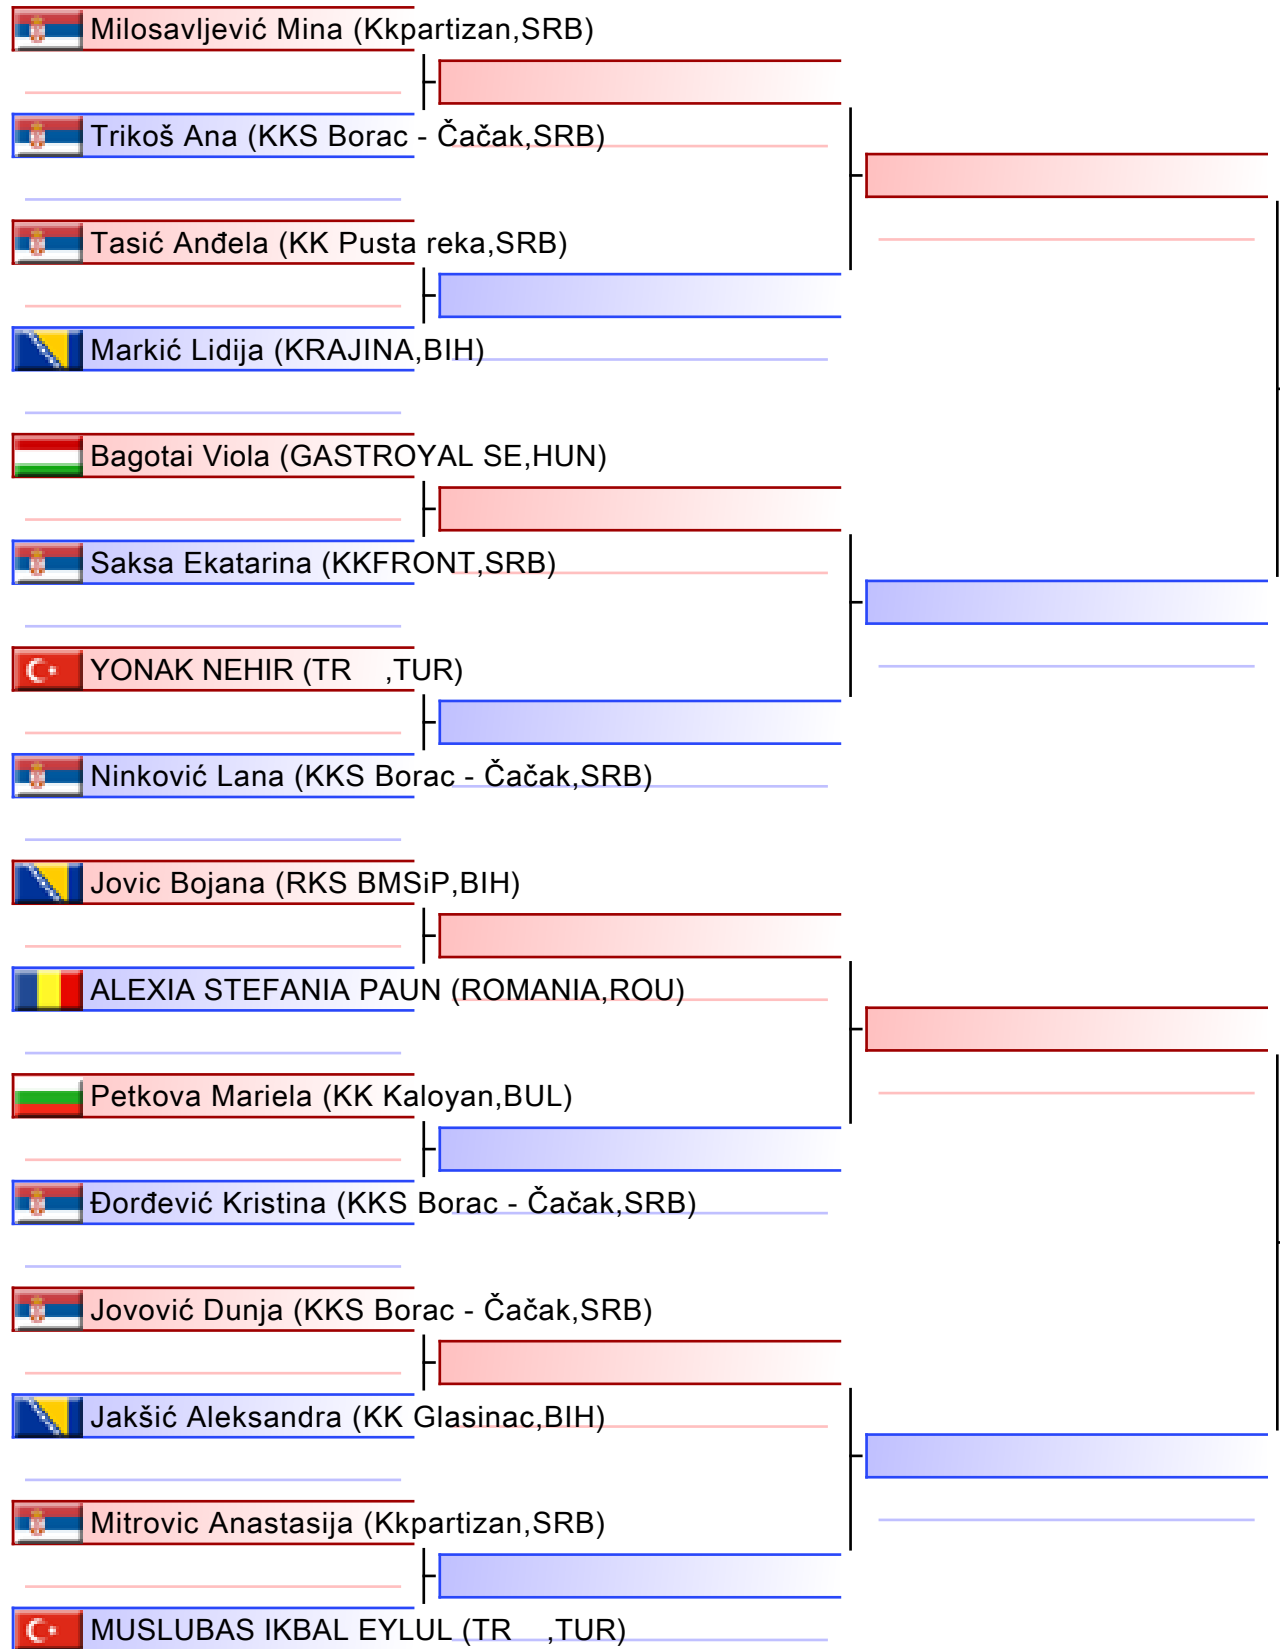 Milosavljević Mina (Kkpartizan,SRB)
Trikoš Ana (KKS Borac - Čačak,SRB)
Tasić Anđela (KK Pusta reka,SRB)
Markić Lidija (KRAJINA,BIH)
Bagotai Viola (GASTROYAL SE,HUN)
Saksa Ekatarina (KKFRONT,SRB)
YONAK NEHIR (TR    ,TUR)
Ninković Lana (KKS Borac - Čačak,SRB)
Jovic Bojana (RKS BMSiP,BIH)
ALEXIA STEFANIA PAUN (ROMANIA,ROU)
Petkova Mariela (KK Kaloyan,BUL)
Đorđević Kristina (KKS Borac - Čačak,SRB)
Jovović Dunja (KKS Borac - Čačak,SRB)
Jakšić Aleksandra (KK Glasinac,BIH)
Mitrovic Anastasija (Kkpartizan,SRB)
MUSLUBAS IKBAL EYLUL (TR    ,TUR)